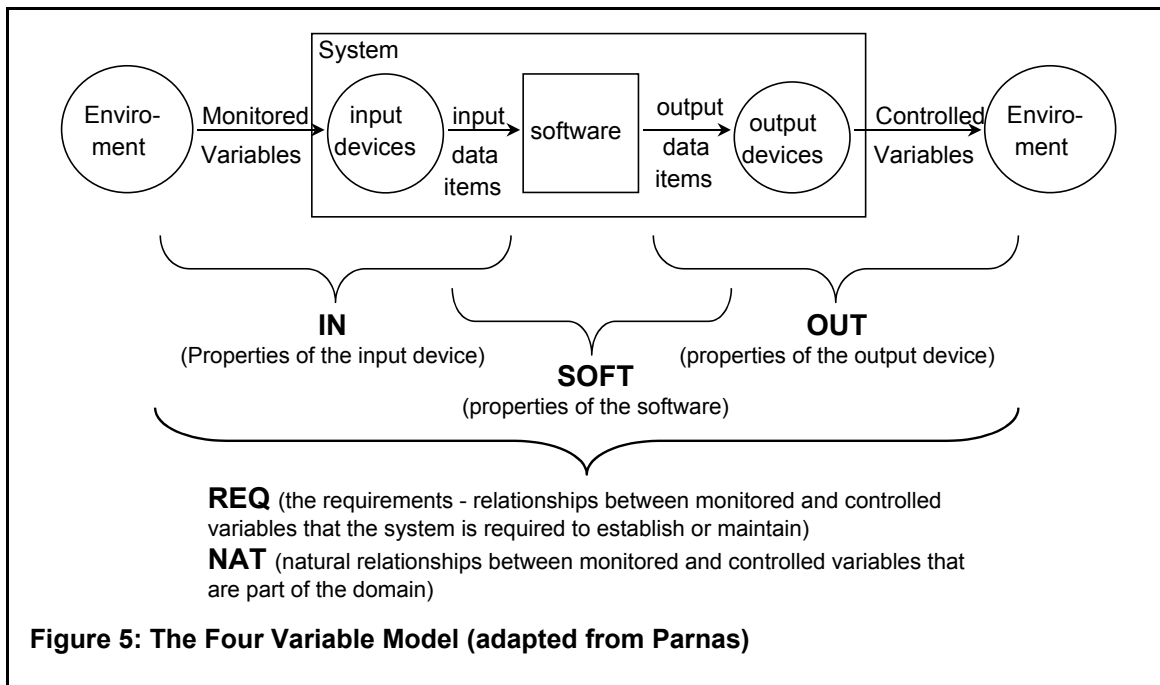 System
Enviro-
ment
Monitored
Variables
input
devices
input
data
items
software
output
data
items
output
devices
Controlled
Variables
Enviro-
ment
IN
(Properties of the input device)
OUT
(properties of the output device)
SOFT
(properties of the software)
REQ (the requirements - relationships between monitored and controlled
variables that the system is required to establish or maintain)
NAT (natural relationships between monitored and controlled variables that
are part of the domain)
Figure 5: The Four Variable Model (adapted from Parnas)